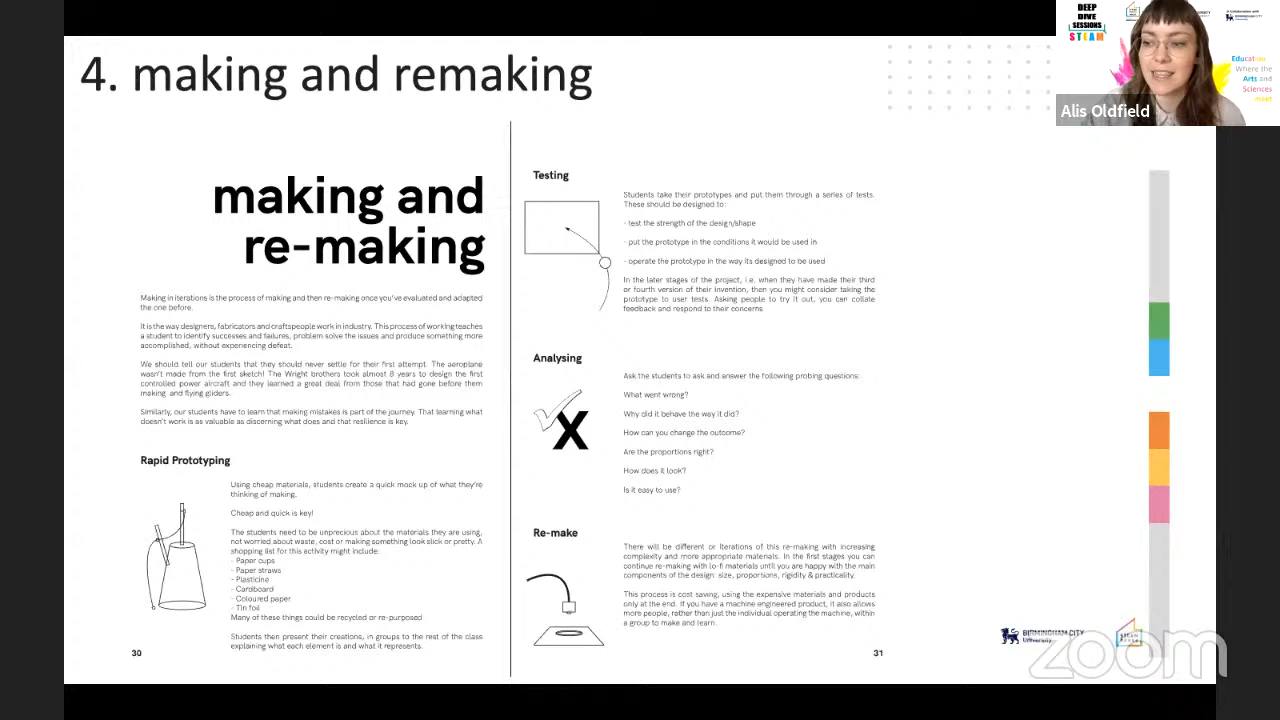 4. making and remaking
making and
re-making
Making in iterations is the process of making and then re-making once you've evaluated and adapted
the one before.
It is the way designers, fabricators and craftspeople work in industry. This process of working teaches
a student to identify successes and failures, problem solve the issues and produce something more
accomplished, without experiencing defeat.
We should tell our students that they should never settle for their first attempt. The aeroplane
wasn't made from the first sketch! The Wright brothers took almost 8 years to design the first
controlled power aircraft and they learned a great deal from those that had gone before them
making and flying gliders.
Similarly, our students have to learn that making mistakes is part of the journey. That learning what
doesn't work is as valuable as discerning what does and that resilience is key.
Rapid Prototyping
Using cheap materials, students create a quick mock up of what they're
thinking of making.
Cheap and quick is key!
The students need to be unprecious about the materials they are using,
not worried about waste, cost or making something look slick or pretty. A
shopping list for this activity might include:
- Paper cups
- Paper straws
- Plasticine
- Cardboard
- Coloured paper
- Tin foil
Many of these things could be recycled or re-purposed
Students then present their creations, in groups to the rest of the class
explaining what each element is and what it represents.
30
Testing
Students take their prototypes and put them through a series of tests.
These should be designed to:
- test the strength of the design/shape
- put the prototype in the conditions it would be used in
- operate the prototype in the way its designed to be used
In the later stages of the project, i.e. when they have made their third
or fourth version of their invention, then you might consider taking the
prototype to user tests. Asking people to try it out, you can collate
feedback and respond to their concerns
Analysing
Ask the students to ask and answer the following probing questions:
What went wrong?
Why did it behave the way it did?
How can you change the outcome?
Are the proportions right?
How does it look?
Is it easy to use?
X
Re-make
There will be different or Iterations of this re-making with increasing
complexity and more appropriate materials. In the first stages you can
continue re-making with lo-fi materials until you are happy with the main
components of the design: size, proportions, rigidity & practicality.
This process is cost saving, using the expensive materials and products
only at the end. If you have a machine engineered product, it also allows
more people, rather than just the individual operating the machine, within
a group to make and learn.
31
DEEP
DIVE
SESSIONS
STEAM
Education
Where the
Arts and
Sciences
meet
Alis Oldfield
BIRMINGHAM CITY
University
STEAM
zoom